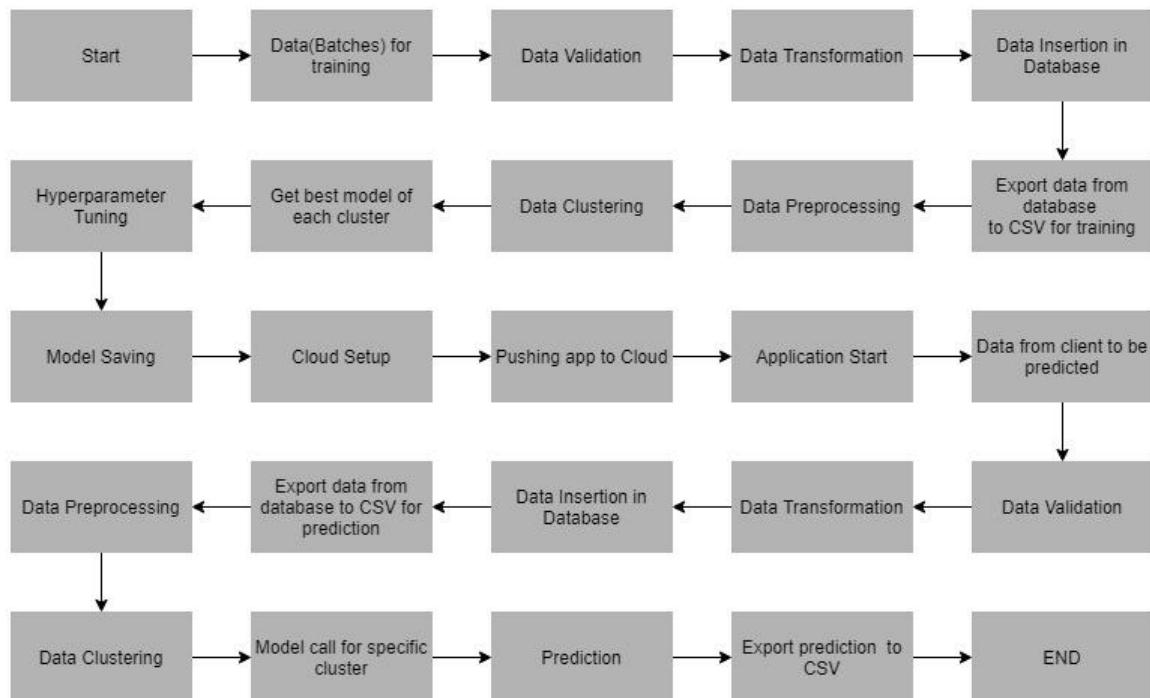 Start
Data(Batches) for
training
Data Validation
Data Transformation
Data Insertion in
Database
Export data from
database
to CSV for training
Data Preprocessing
Data Clustering
Get best model of
each cluster
Hyperparameter
Tuning
Model Saving
Cloud Setup
Pushing app to Cloud
Application Start
Data from client to be
predicted
Data Validation
Data Transformation
Data Insertion in
Database
Export data from
database to CSV for
prediction
Data Preprocessing
Data Clustering
Model call for specific
cluster
Prediction
Export prediction to
CSV
END